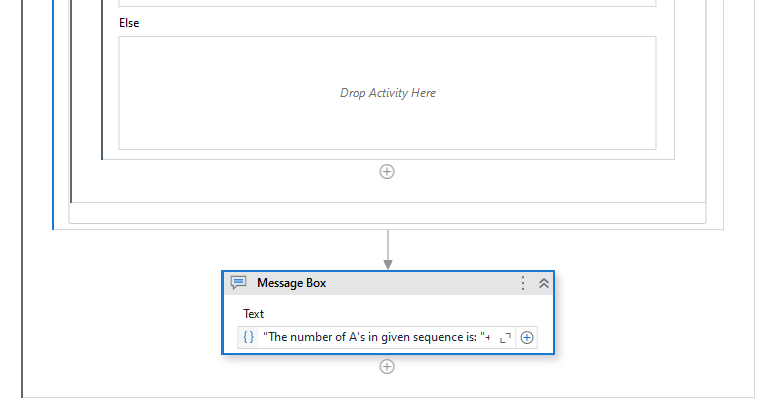 Else
Drop Activity Here
Message Box
Text
{} "The number of A's in given sequence is: "+